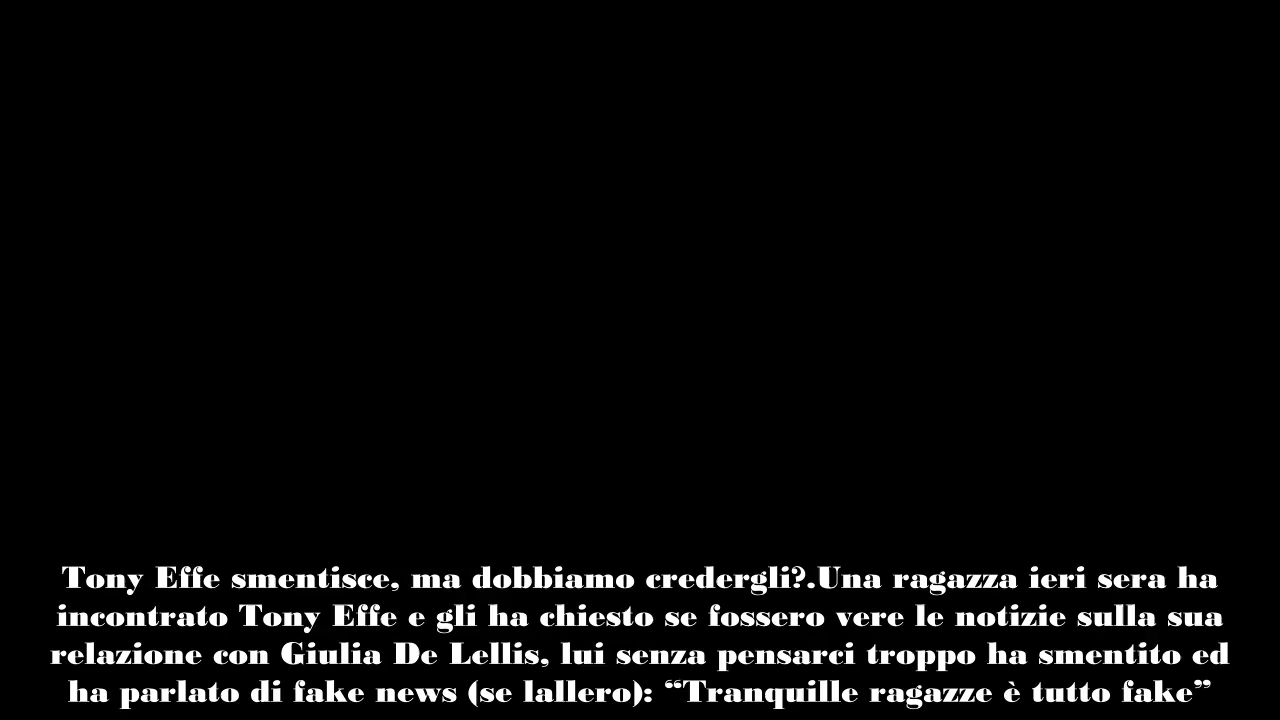 Tony Effe smentisce, ma dobbiamo credergli?.Una ragazza ieri sera ha
incontrato Tony Effe e gli ha chiesto se fossero vere le notizie sulla sua
relazione con Giulia De Lellis, lui senza pensarci troppo ha smentito ed
ha parlato di fake news (se lallero): “Tranquille ragazze è tutto fake”